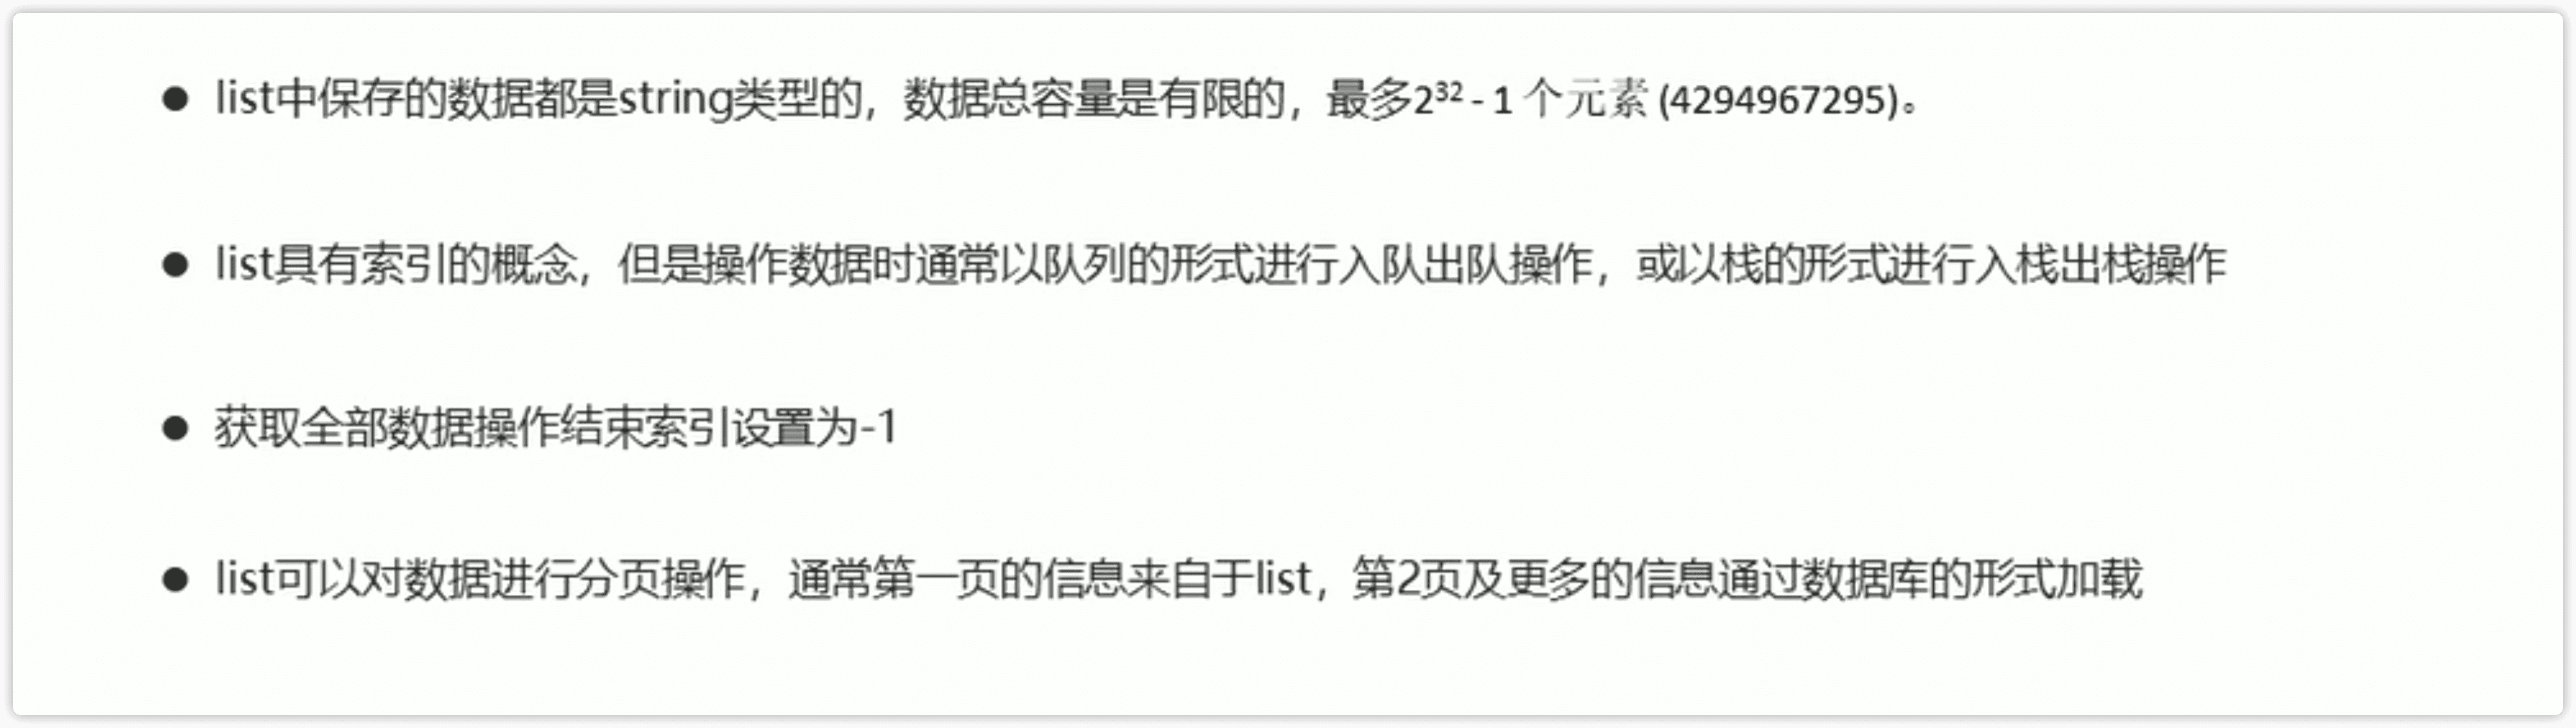 ● list中保存的数据都是string类型的，数据总容量是有限的，最多2³² - 1 个元素 (4294967295)。
● list具有索引的概念，但是操作数据时通常以队列的形式进行入队出队操作，或以栈的形式进行入栈出栈操作
● 获取全部数据操作结束索引设置为-1
● list可以对数据进行分页操作，通常第一页的信息来自于list，第2页及更多的信息通过数据库的形式加载